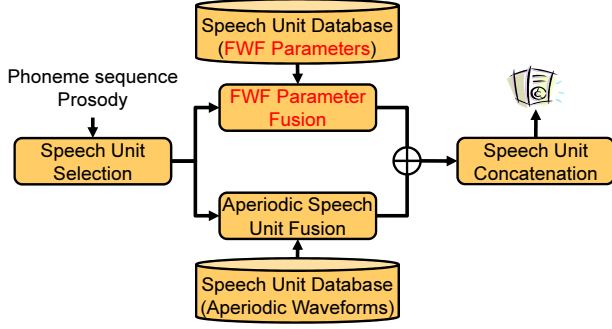 Speech Unit Database
(FWF Parameters)
Phoneme sequence
Prosody
FWF Parameter
Fusion
Speech Unit
Selection
Speech Unit
Concatenation
Aperiodic Speech
Unit Fusion
Speech Unit Database
(Aperiodic Waveforms)